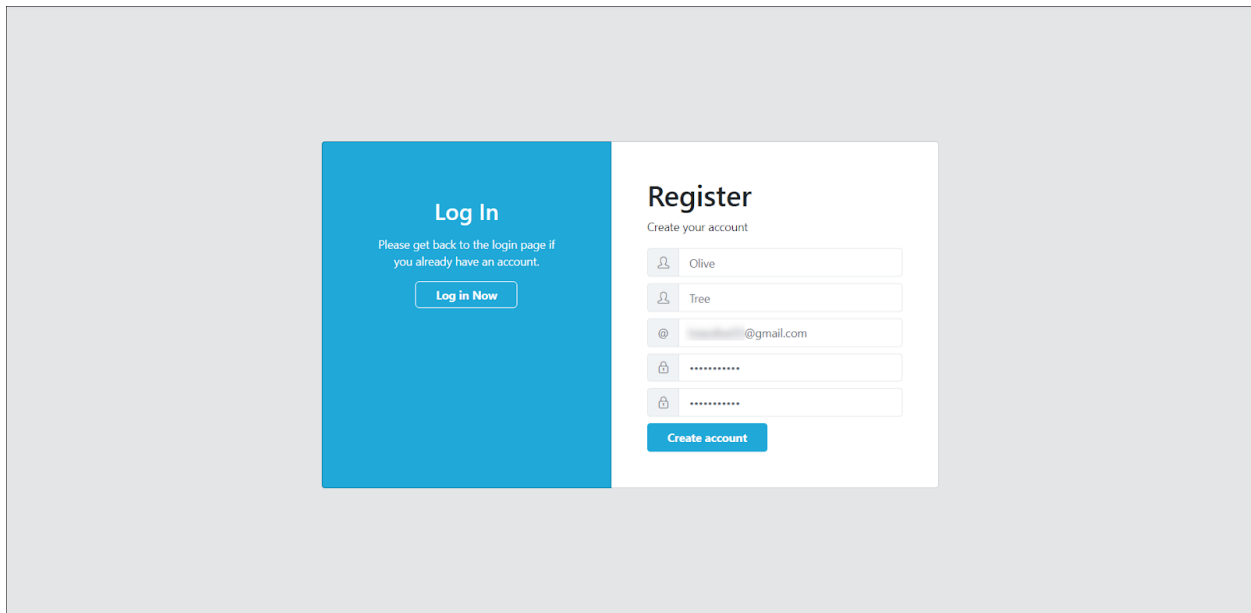 Log In
Please get back to the login page if
you already have an account.
Log in Now
Register
Create your account
Olive
Tree
@ @gmail.com
•••••••••••
•••••••••••
Create account